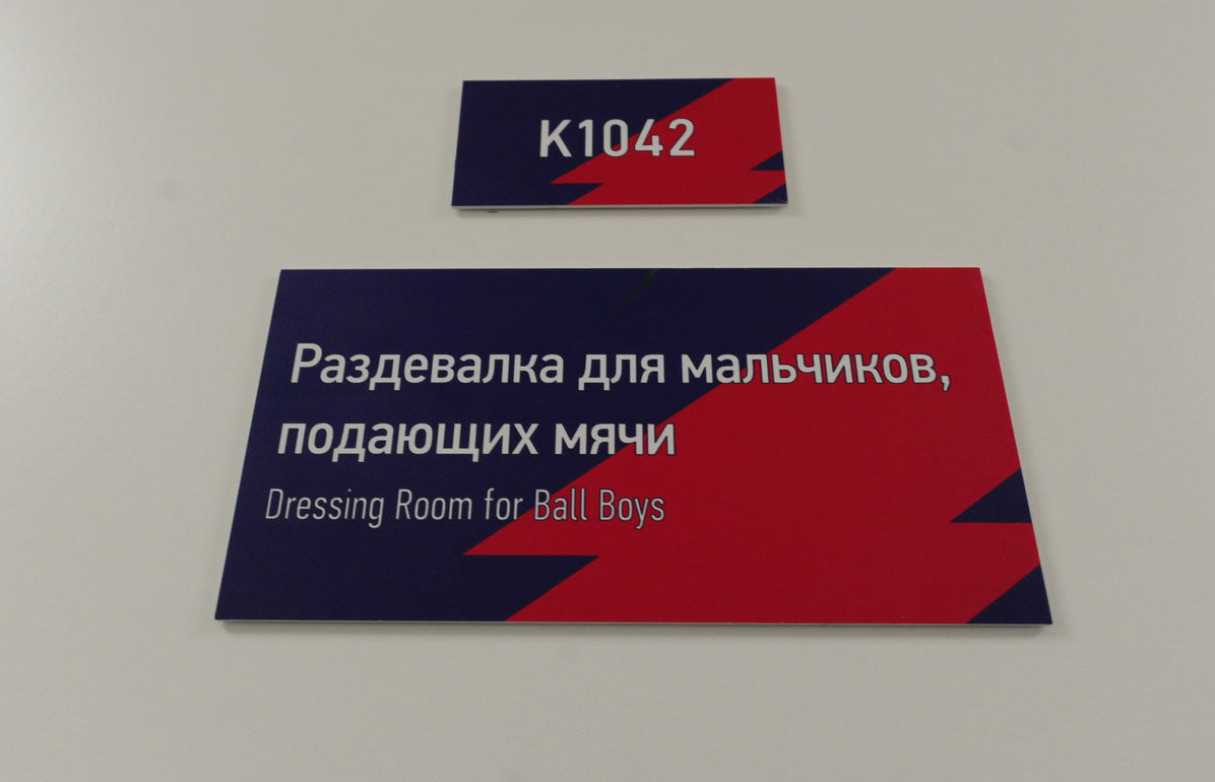 K1042
Раздевалка для мальчиков,
подающих мячи
Dressing Room for Ball Boys